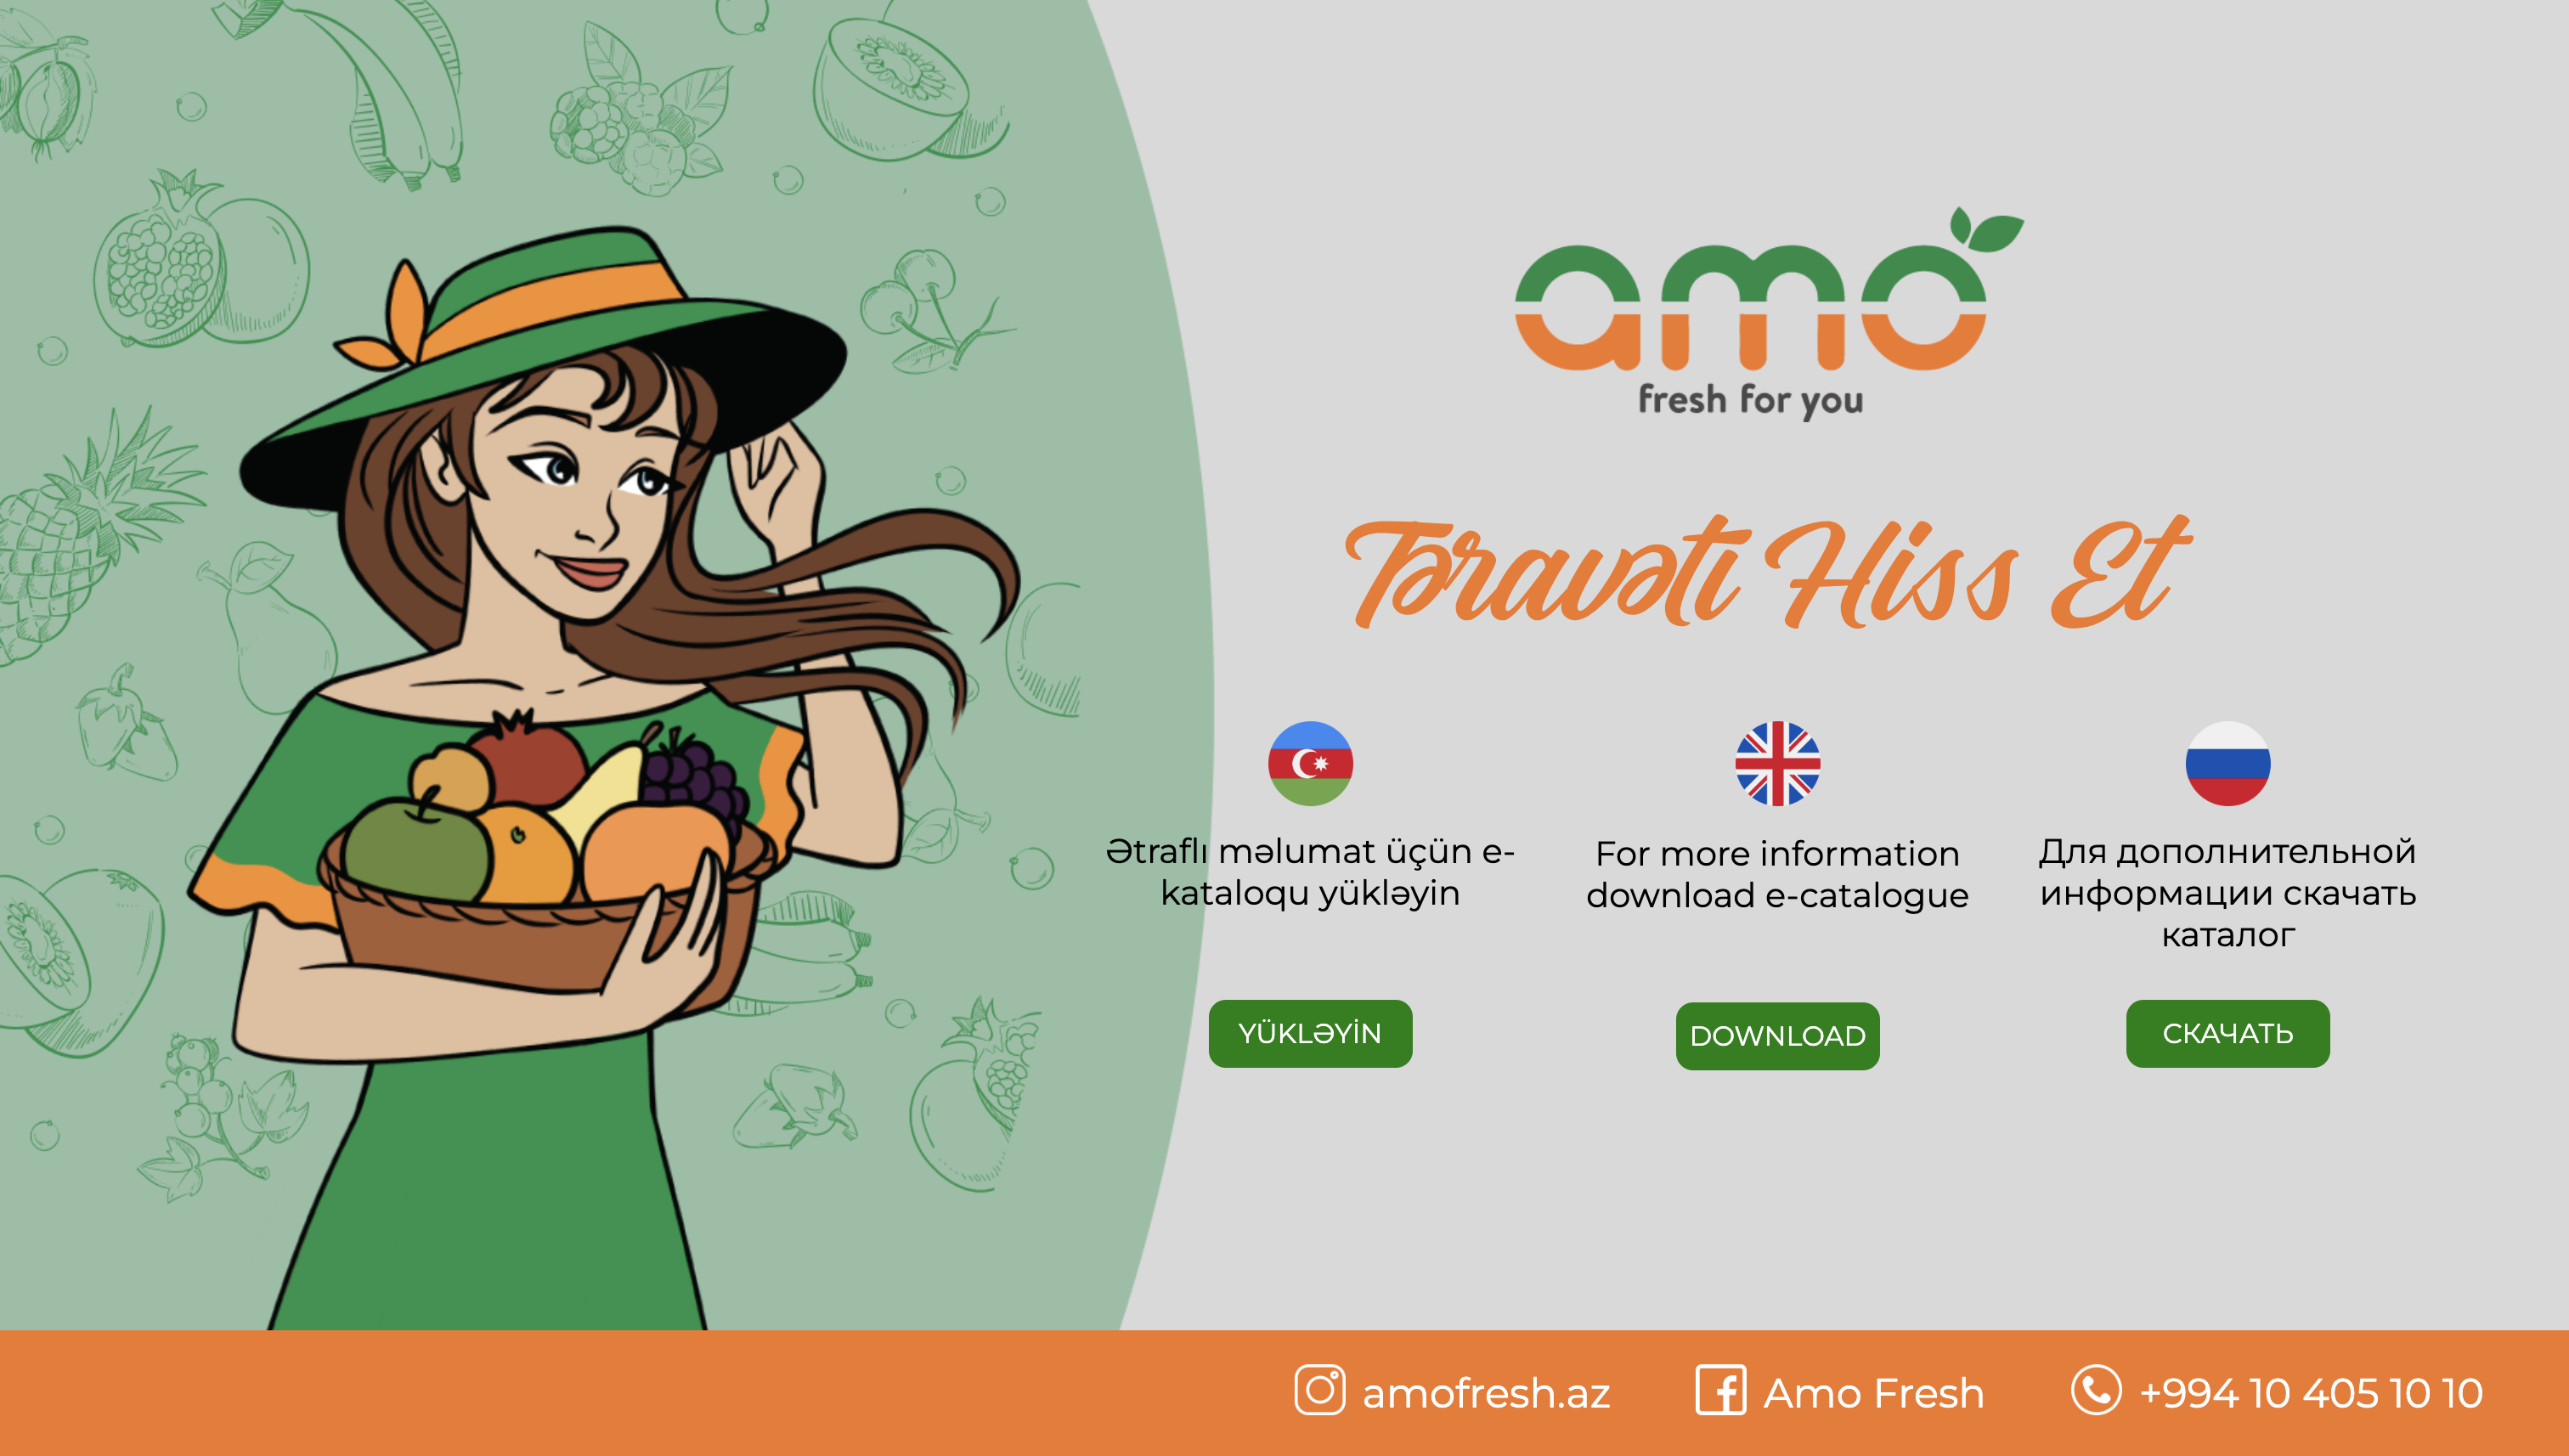 amo
fresh for you
Təravəti Hiss Et
Ətraflı məlumat üçün e-
kataloqu yükləyin
YÜKLƏYİN
For more information
download e-catalogue
DOWNLOAD
Для дополнительной
информации скачать
каталог
СКАЧАТЬ
amofresh.az
Amo Fresh
+994 10 405 10 10